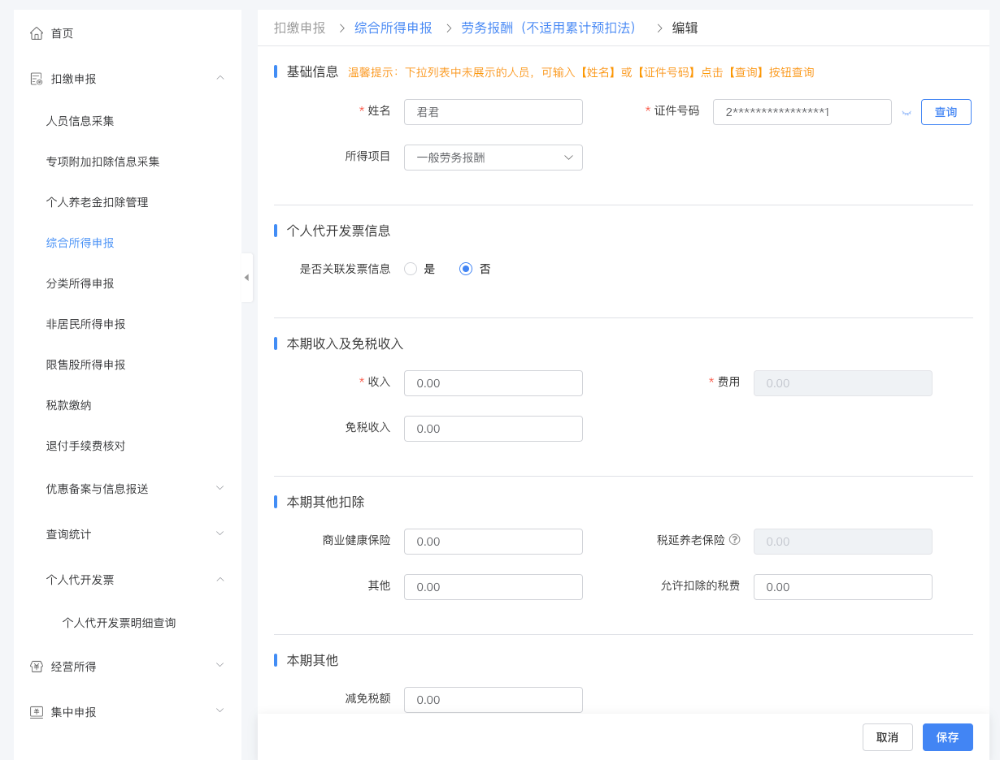 首页
扣缴申报
人员信息采集
专项附加扣除信息采集
个人养老金扣除管理
综合所得申报
分类所得申报
非居民所得申报
限售股所得申报
税款缴纳
退付手续费核对
优惠备案与信息报送
查询统计
个人代开发票
个人代开发票明细查询
经营所得
集中申报
扣缴申报 > 综合所得申报 > 劳务报酬（不适用累计预扣法） > 编辑
基础信息 温馨提示：下拉列表中未展示的人员，可输入【姓名】或【证件号码】点击【查询】按钮查询
* 姓名 君君 * 证件号码 2****************1 查询
所得项目 一般劳务报酬
个人代开发票信息
是否关联发票信息 是 否
本期收入及免税收入
* 收入 0.00 * 费用 0.00
免税收入 0.00
本期其他扣除
商业健康保险 0.00 税延养老保险 ? 0.00
其他 0.00 允许扣除的税费 0.00
本期其他
减免税额 0.00
取消 保存